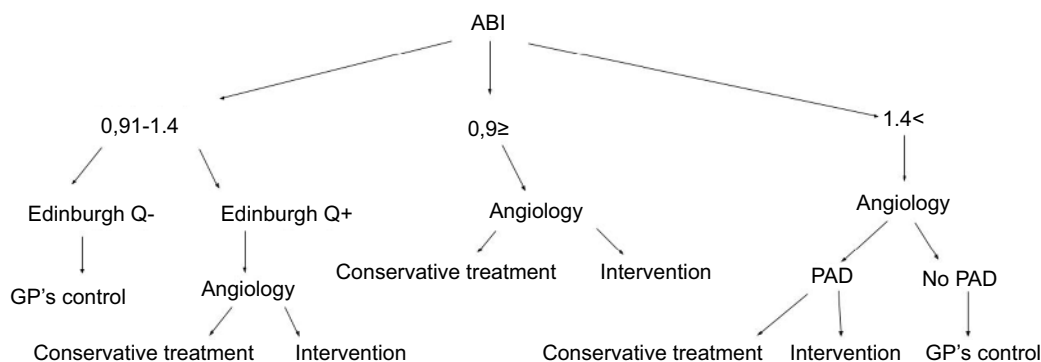 ABI
0,91-1.4
0,9≥
1.4<
Edinburgh Q-
Edinburgh Q+
Angiology
Angiology
GP's control
Angiology
Conservative treatment
Intervention
PAD
No PAD
Conservative treatment
Intervention
Conservative treatment
Intervention
GP's control